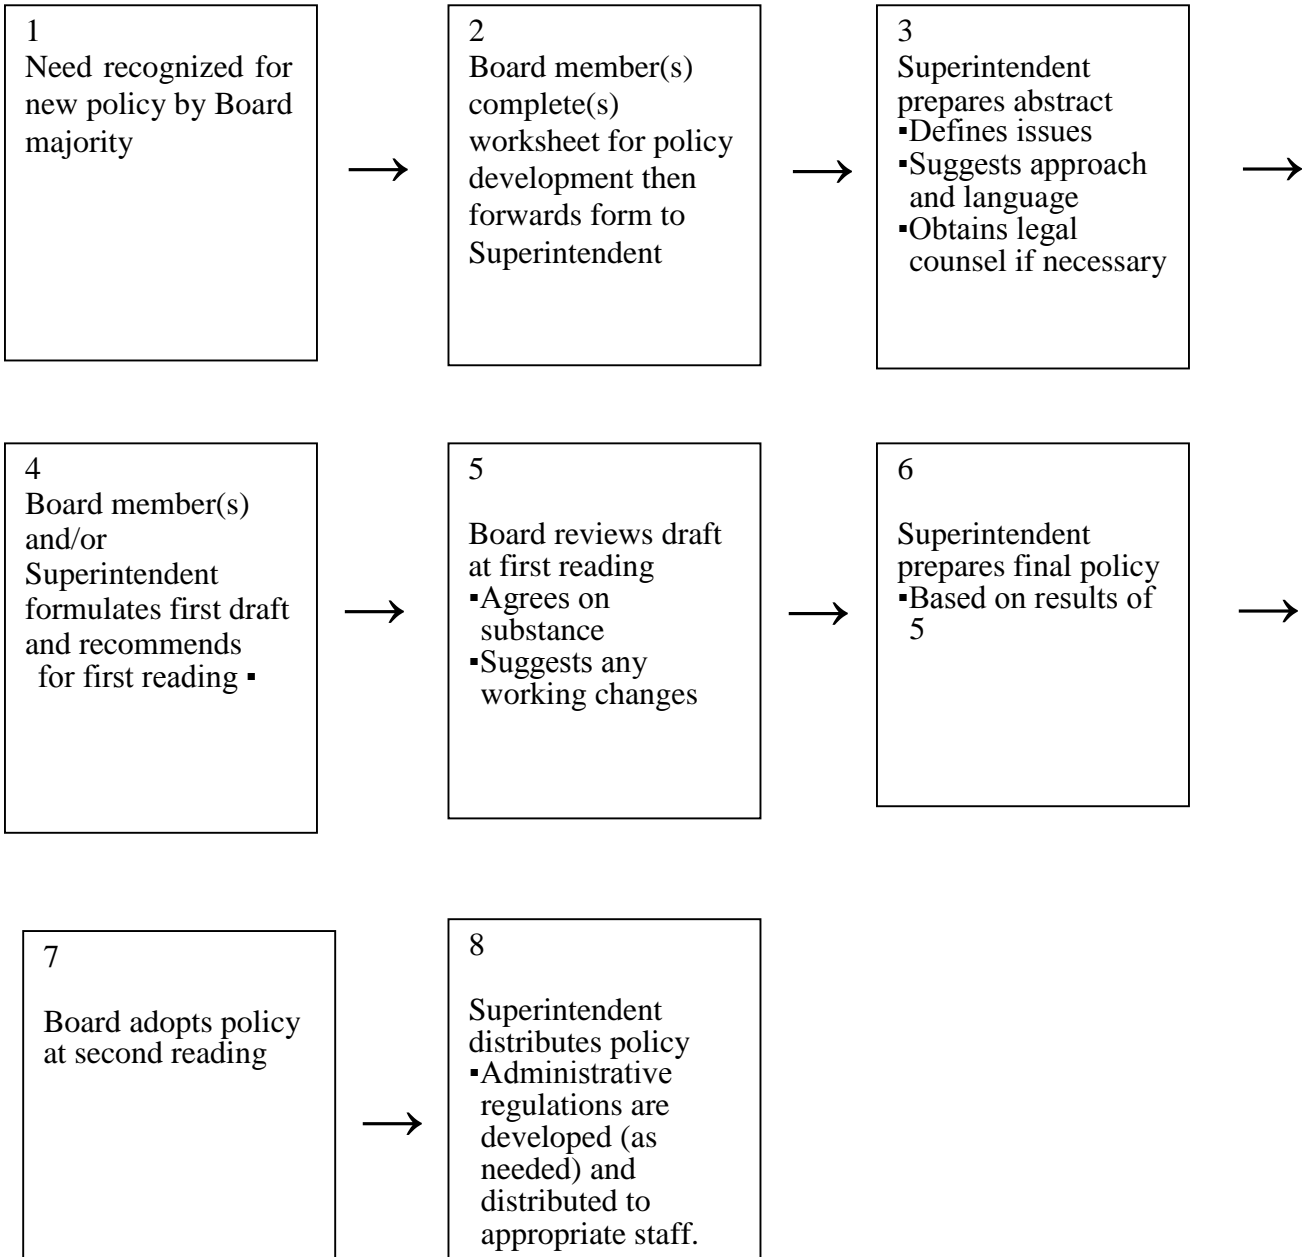 1
Need recognized for
new policy by Board
majority
→
2
Board member(s)
complete(s)
worksheet for policy
development then
forwards form to
Superintendent
→
3
Superintendent
prepares abstract
▪Defines issues
▪Suggests approach
and language
▪Obtains legal
counsel if necessary
→
4
Board member(s)
and/or
Superintendent
formulates first draft
and recommends
for first reading ▪
→
5
Board reviews draft
at first reading
▪Agrees on
substance
▪Suggests any
working changes
→
6
Superintendent
prepares final policy
▪Based on results of
5
→
7
Board adopts policy
at second reading
→
8
Superintendent
distributes policy
▪Administrative
regulations are
developed (as
needed) and
distributed to
appropriate staff.